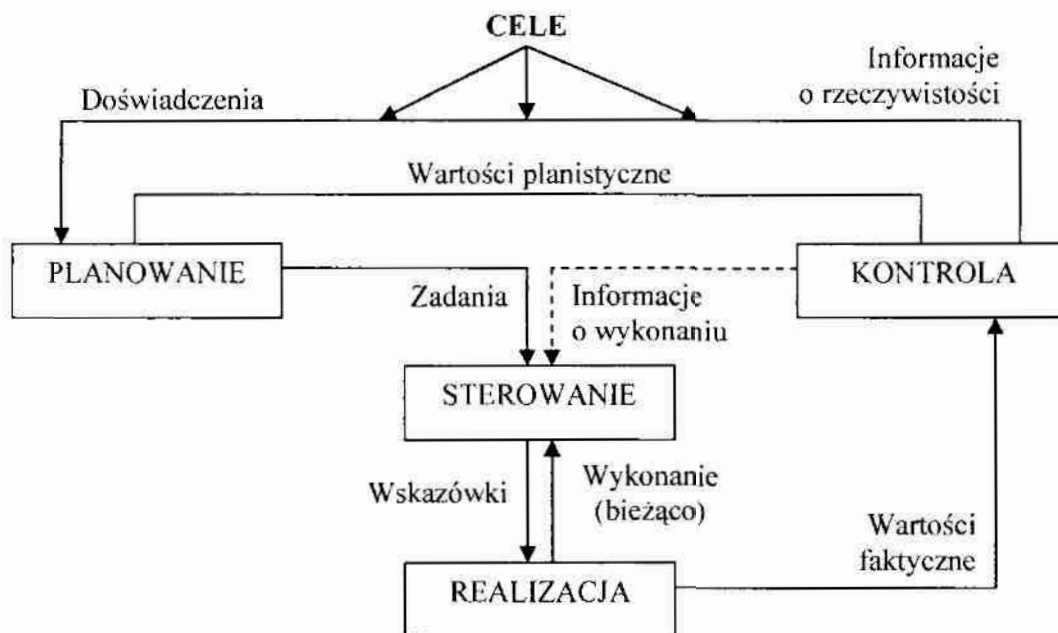 CELE
Informacje
o rzeczywistości
Doświadczenia
Wartości planistyczne
PLANOWANIE
KONTROLA
Zadania
Informacje
o wykonaniu
STEROWANIE
Wskazówki
Wykonanie
(bieżąco)
Wartości
faktyczne
REALIZACJA